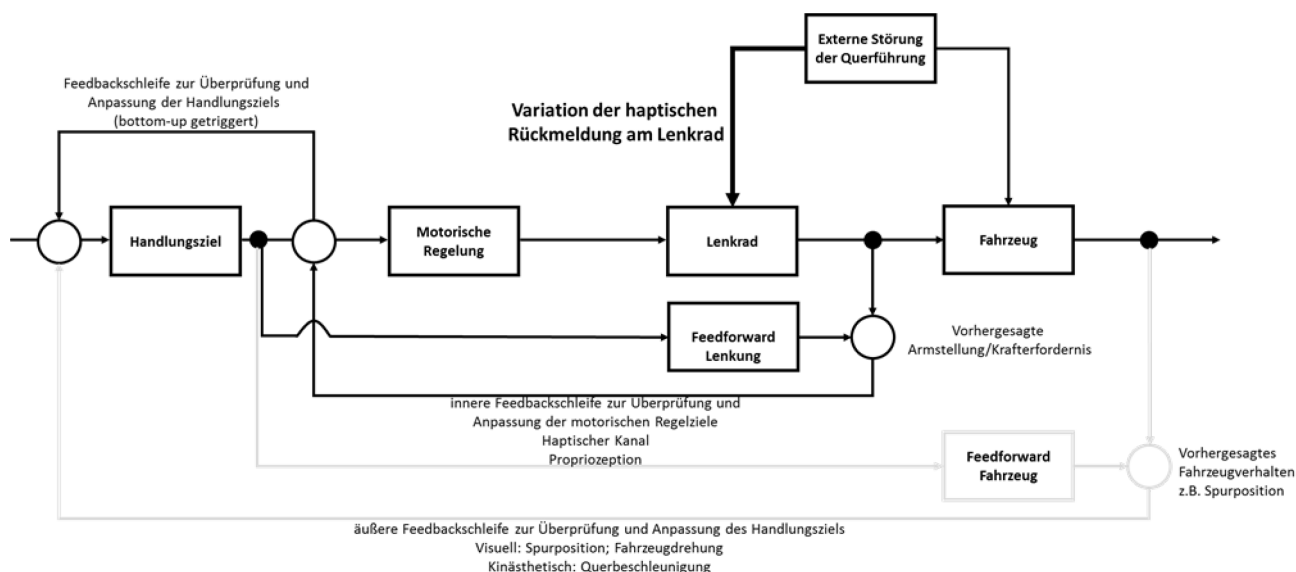 Externe Störung
der Querführung
Feedbackschleife zur Überprüfung und
Anpassung der Handlungsziels
(bottom-up getriggert)
Variation der haptischen
Rückmeldung am Lenkrad
Handlungsziel
Motorische
Regelung
Lenkrad
Fahrzeug
Feedforward
Lenkung
Vorhergesagte
Armstellung/Krafterfordernis
innere Feedbackschleife zur Überprüfung und
Anpassung der motorischen Regelziele
Haptischer Kanal
Propriozeption
Feedforward
Fahrzeug
Vorhergesagtes
Fahrzeugverhalten
z.B. Spurposition
äußere Feedbackschleife zur Überprüfung und Anpassung des Handlungsziels
Visuell: Spurposition; Fahrzeugdrehung
Kinästhetisch: Querbeschleunigung